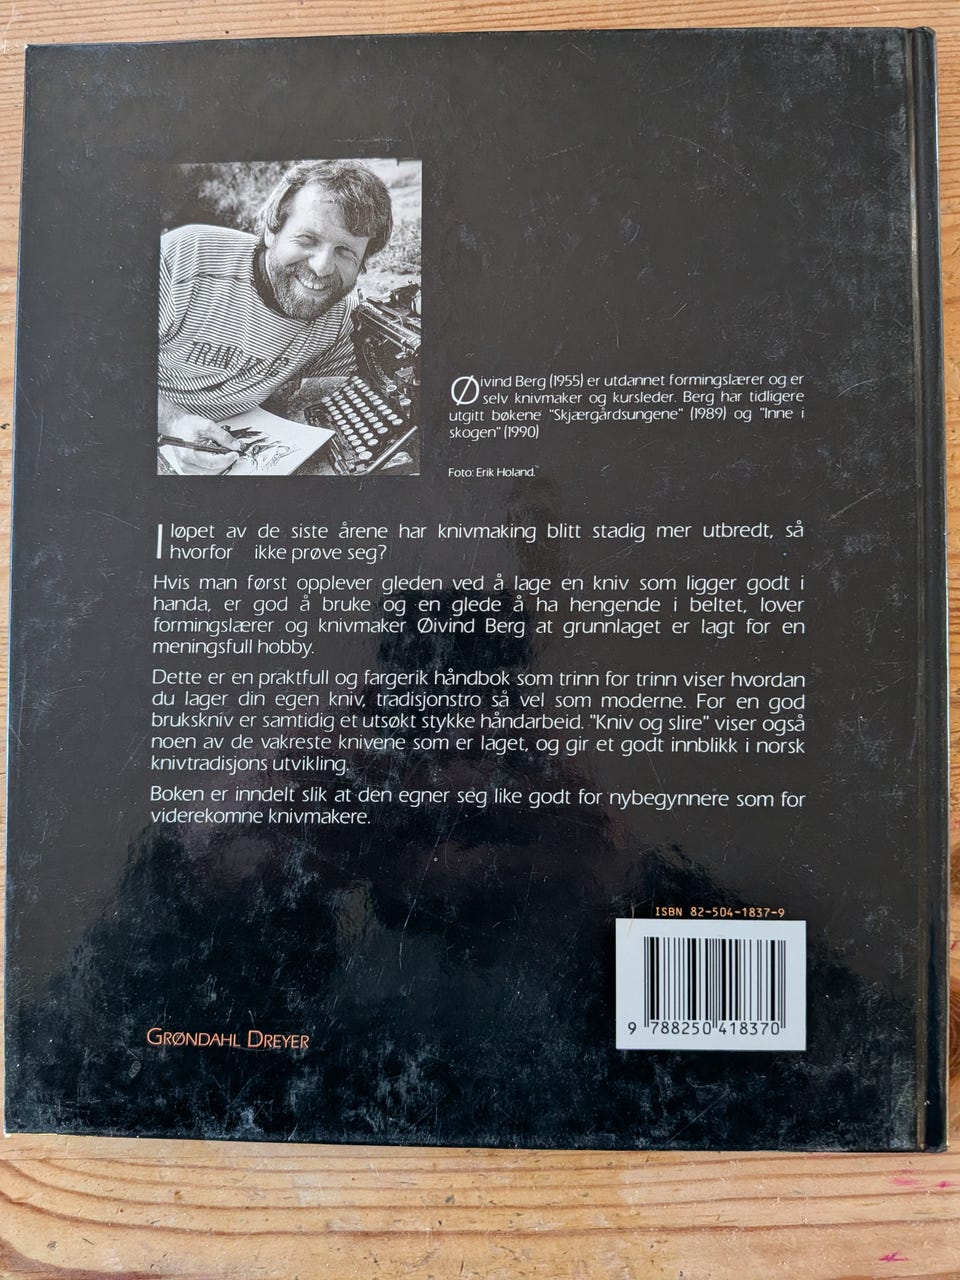 TRAN
Øivind Berg (1955) er utdannet formingslærer og er
selv knivmaker og kursleder. Berg har tidligere
utgitt bøkene "Skjærgårdsungene" (1989) og "Inne i
skogen" (1990)
Foto: Erik Holand.
I løpet av de siste årene har knivmaking blitt stadig mer utbredt, så
hvorfor ikke prøve seg?
Hvis man først opplever gleden ved å lage en kniv som ligger godt i
handa, er god å bruke og en glede å ha hengende i beltet, lover
formingslærer og knivmaker Øivind Berg at grunnlaget er lagt for en
meningsfull hobby.
Dette er en praktfull og fargerik håndbok som trinn for trinn viser hvordan
du lager din egen kniv, tradisjonstro så vel som moderne. For en god
brukskniv er samtidig et utsøkt stykke håndarbeid. "Kniv og slire" viser også
noen av de vakreste knivene som er laget, og gir et godt innblikk i norsk
knivtradisjons utvikling.
Boken er inndelt slik at den egner seg like godt for nybegynnere som for
viderekomne knivmakere.
ISBN 82-504-1837-9
9 788250 418370
GRØNDAHL DREYER